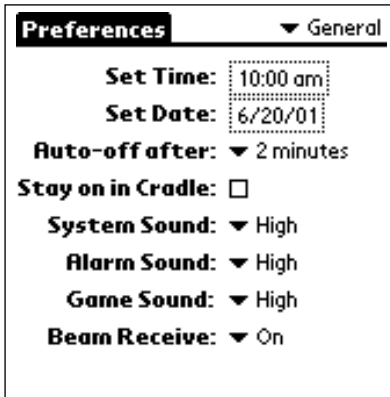 Preferences General
Set Time: 10:00 am
Set Date: 6/20/01
Auto-off after: 2 minutes
Stay on in Cradle:
System Sound: High
Alarm Sound: High
Game Sound: High
Beam Receive: On